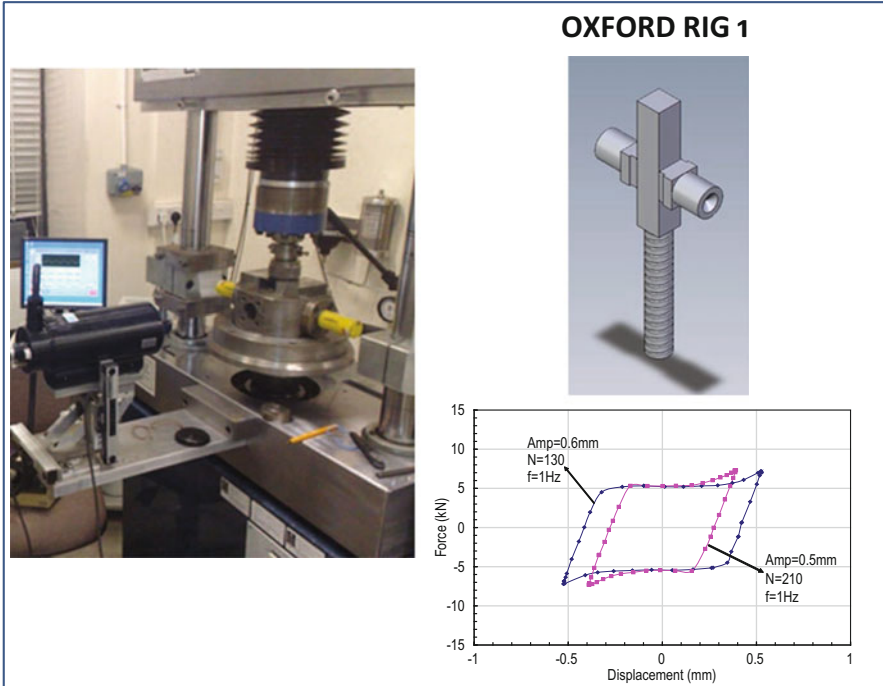 OXFORD RIG 1
Amp=0.6mm
N=130
f=1Hz
Amp=0.5mm
N=210
f=1Hz
Force (kN)
15
10
5
0
-5
-10
-15
-1
-0.5
0
0.5
1
Displacement (mm)